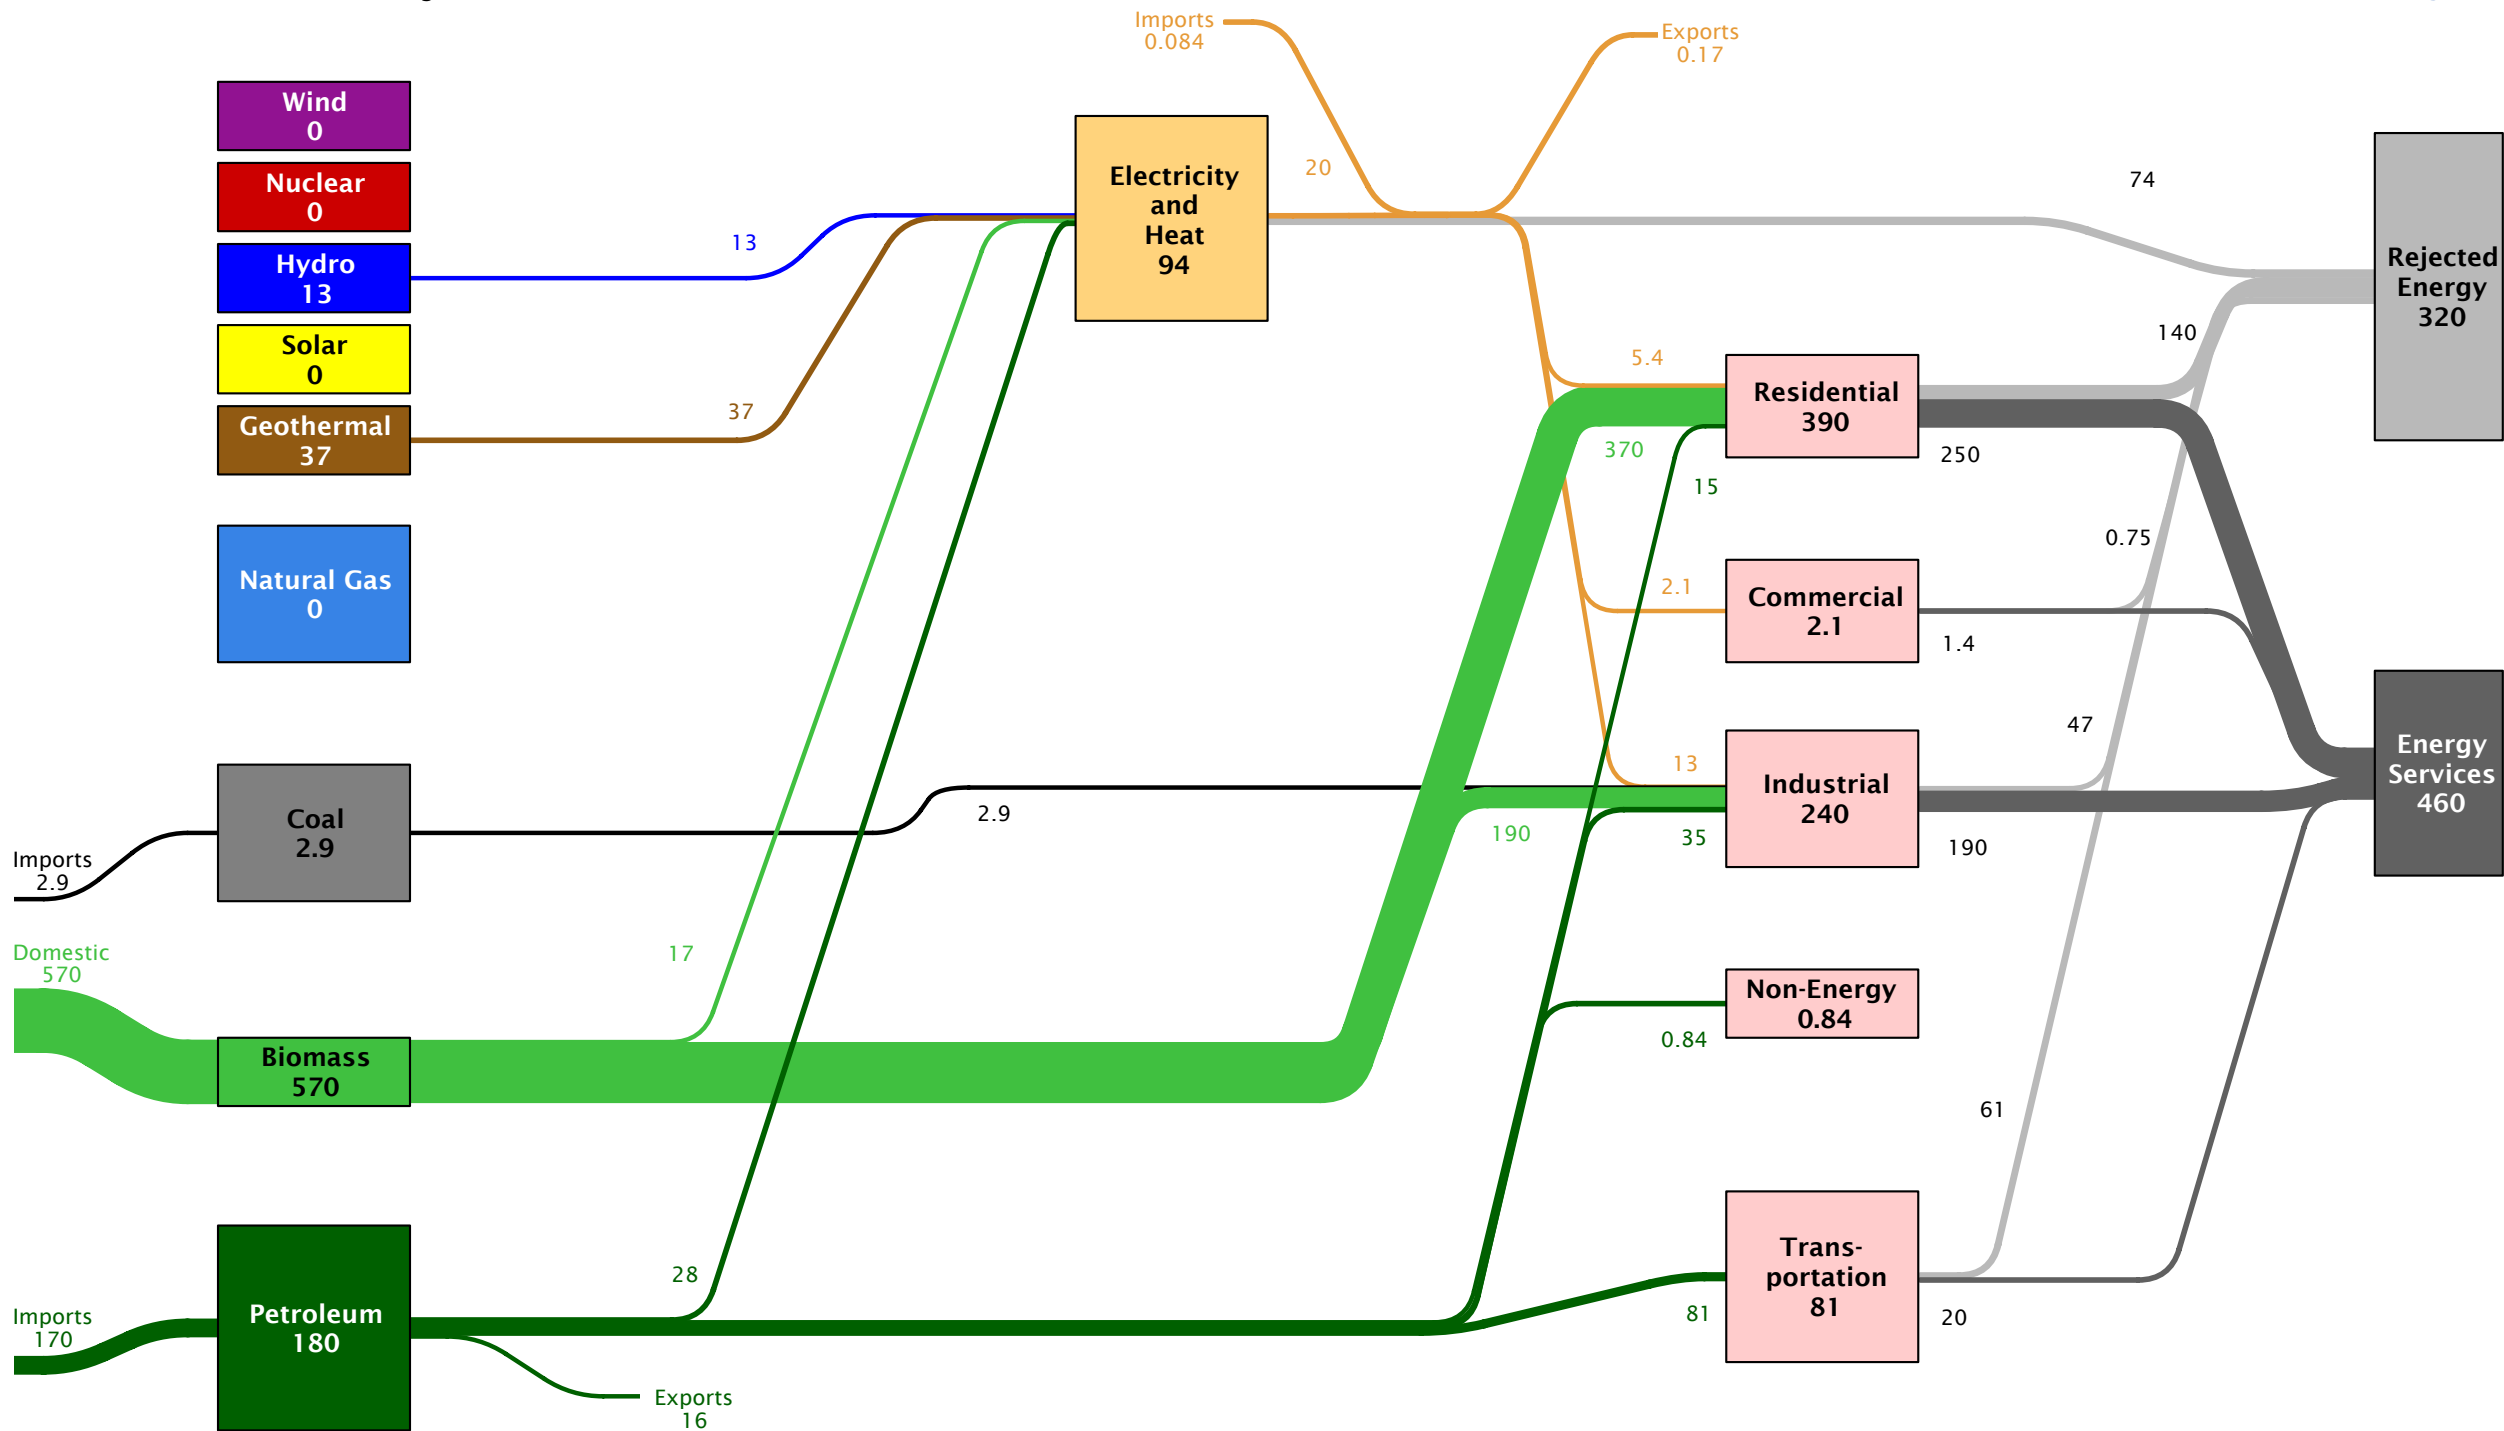 Imports
0.084
Exports
0.17
Wind
0
Nuclear
0
Hydro
13
Solar
0
Geothermal
37
Natural Gas
0
Coal
2.9
Biomass
570
Petroleum
180
Imports
2.9
Domestic
570
Imports
170
Exports
16
13
37
17
28
2.9
Electricity
and
Heat
94
20
74
5.4
370
15
2.1
13
190
35
0.84
81
Residential
390
Commercial
2.1
Industrial
240
Non-Energy
0.84
Trans-
portation
81
140
250
0.75
1.4
47
190
61
20
Rejected
Energy
320
Energy
Services
460